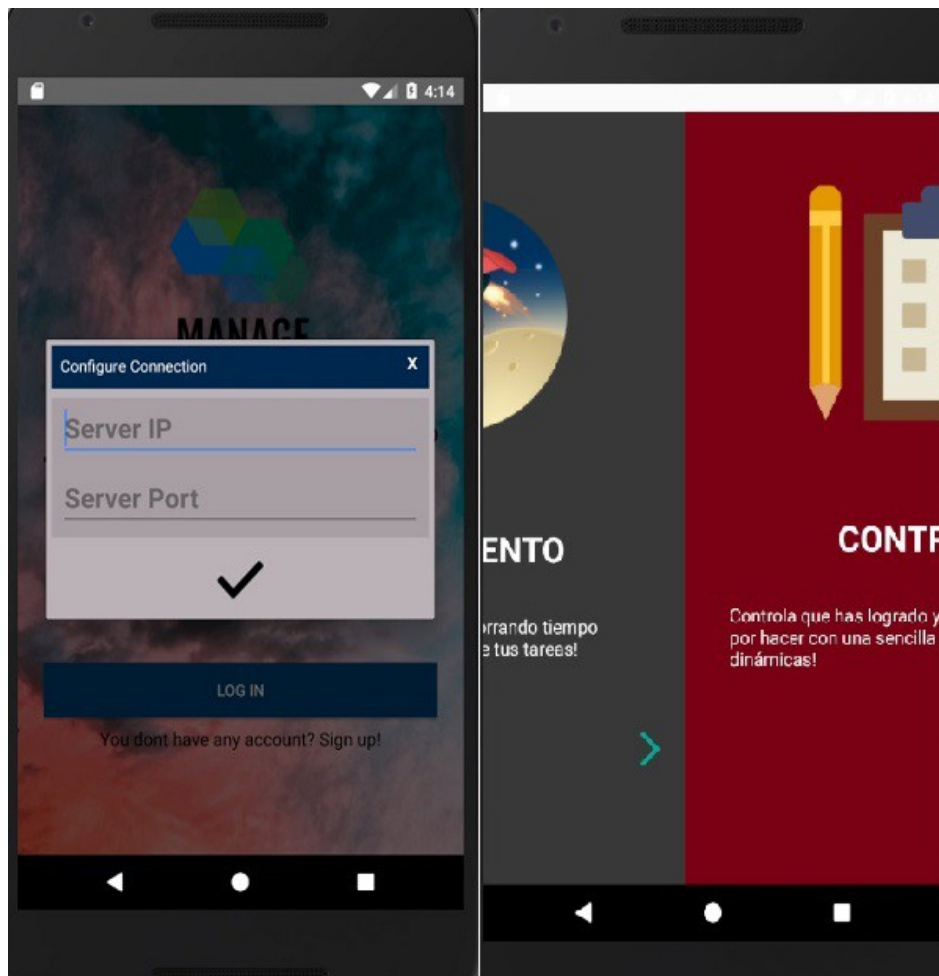 4:14
MANAGE
Configure Connection X
Server IP
Server Port
LOG IN
You dont have any account? Sign up!
ENTO
rrando tiempo
e tus tareas!
CONTR
Controla que has logrado y
por hacer con una sencilla
dinámicas!